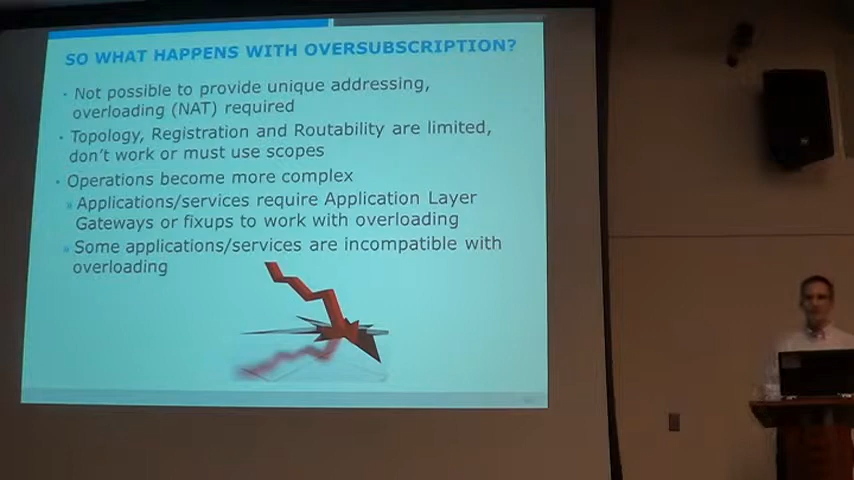 SO WHAT HAPPENS WITH OVERSUBSCRIPTION?
• Not possible to provide unique addressing,
overloading (NAT) required
• Topology, Registration and Routability are limited,
don't work or must use scopes
• Operations become more complex
Applications/services require Application Layer
Gateways or fixups to work with overloading
Some applications/services are incompatible with
overloading